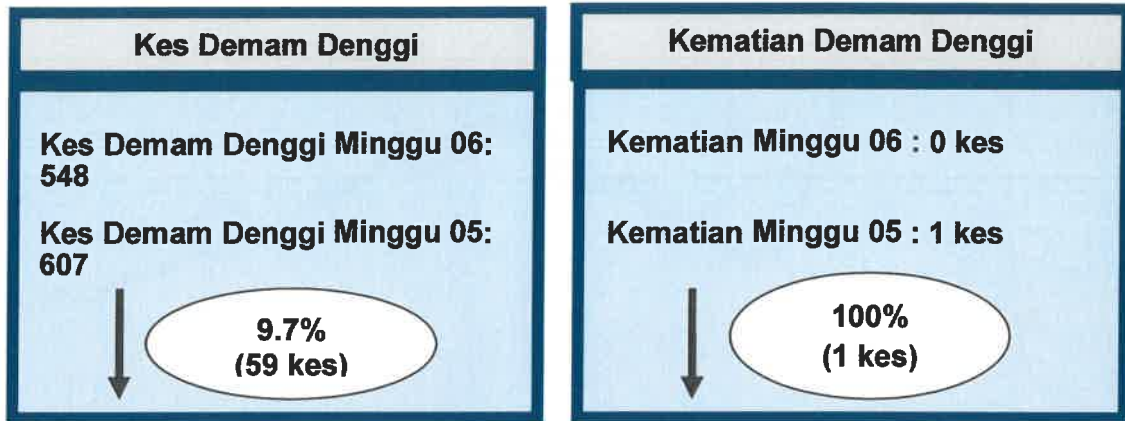 Kes Demam Denggi
Kes Demam Denggi Minggu 06:
548
Kes Demam Denggi Minggu 05:
607
9.7%
(59 kes)
Kematian Demam Denggi
Kematian Minggu 06 : 0 kes
Kematian Minggu 05 : 1 kes
100%
(1 kes)